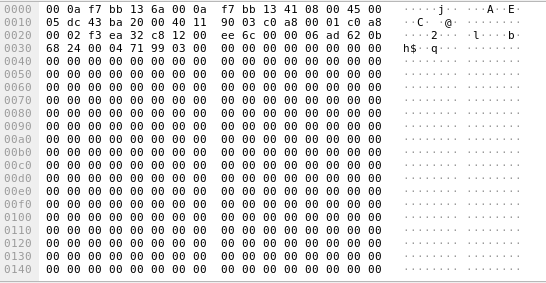 0000 00 0a f7 bb 13 6a 00 0a f7 bb 13 41 08 00 45 00 ·····j·· ···A··E·
0010 05 dc 43 ba 20 00 40 11 90 03 c0 a8 00 01 c0 a8 ··C· ·@· ········
0020 00 02 f3 ea 32 c8 12 00 ee 6c 00 00 06 ad 62 0b ····2··· ·l····b·
0030 68 24 00 04 71 99 03 00 00 00 00 00 00 00 00 00 h$··q··· ········
0040 00 00 00 00 00 00 00 00 00 00 00 00 00 00 00 00 ········ ········
0050 00 00 00 00 00 00 00 00 00 00 00 00 00 00 00 00 ········ ········
0060 00 00 00 00 00 00 00 00 00 00 00 00 00 00 00 00 ········ ········
0070 00 00 00 00 00 00 00 00 00 00 00 00 00 00 00 00 ········ ········
0080 00 00 00 00 00 00 00 00 00 00 00 00 00 00 00 00 ········ ········
0090 00 00 00 00 00 00 00 00 00 00 00 00 00 00 00 00 ········ ········
00a0 00 00 00 00 00 00 00 00 00 00 00 00 00 00 00 00 ········ ········
00b0 00 00 00 00 00 00 00 00 00 00 00 00 00 00 00 00 ········ ········
00c0 00 00 00 00 00 00 00 00 00 00 00 00 00 00 00 00 ········ ········
00d0 00 00 00 00 00 00 00 00 00 00 00 00 00 00 00 00 ········ ········
00e0 00 00 00 00 00 00 00 00 00 00 00 00 00 00 00 00 ········ ········
00f0 00 00 00 00 00 00 00 00 00 00 00 00 00 00 00 00 ········ ········
0100 00 00 00 00 00 00 00 00 00 00 00 00 00 00 00 00 ········ ········
0110 00 00 00 00 00 00 00 00 00 00 00 00 00 00 00 00 ········ ········
0120 00 00 00 00 00 00 00 00 00 00 00 00 00 00 00 00 ········ ········
0130 00 00 00 00 00 00 00 00 00 00 00 00 00 00 00 00 ········ ········
0140 00 00 00 00 00 00 00 00 00 00 00 00 00 00 00 00 ········ ········